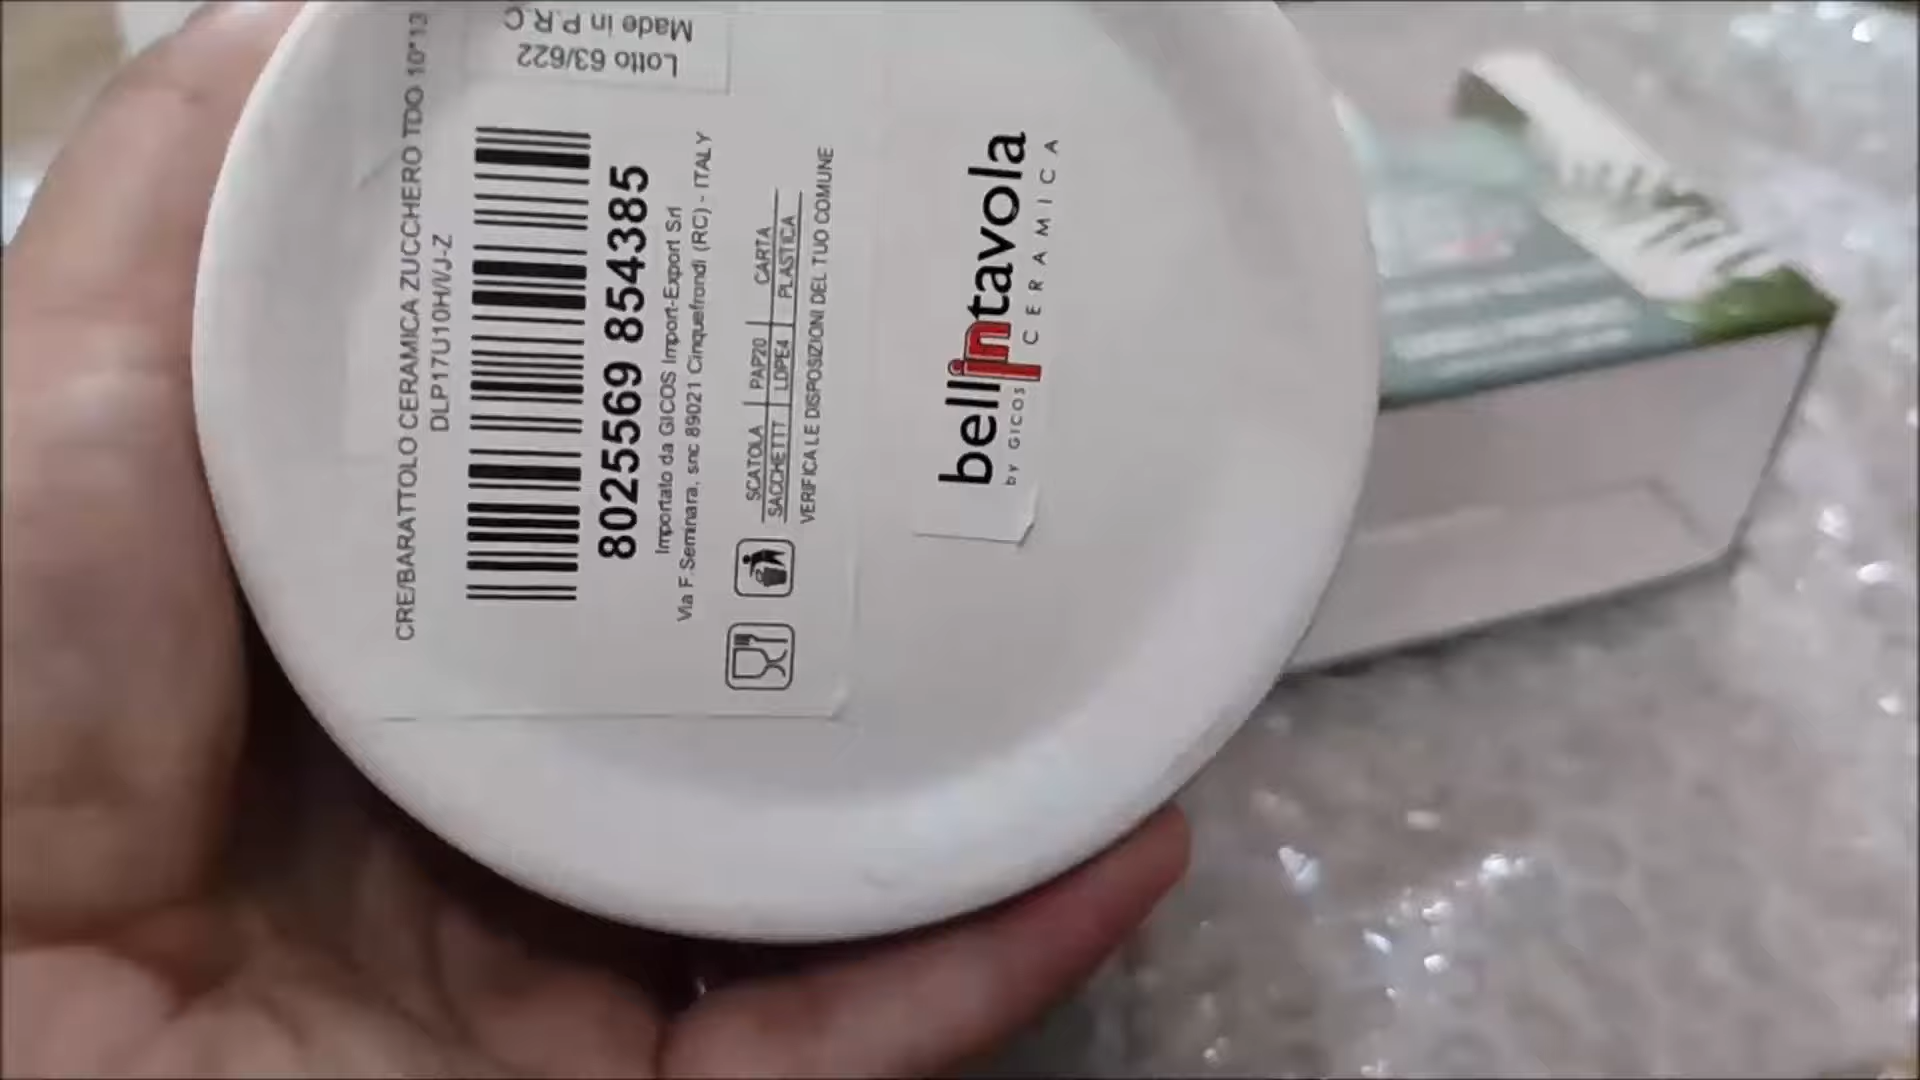 CRE/BARATTOLO CERAMICA ZUCCHERO TDO 10*13
DLP17U10H/I/J-Z
8025569 854385
Importato da GICOS Import-Export Srl
Via F.Seminara, snc 89021 Cinquefrondi (RC) - ITALY
SCATOLA PAP20 CARTA
SACCHETTI LDPE4 PLASTICA
VERIFICA LE DISPOSIZIONI DEL TUO COMUNE
Lotto 63/622
Made in P.R.C
bellintavola
by GICOS CERAMICA